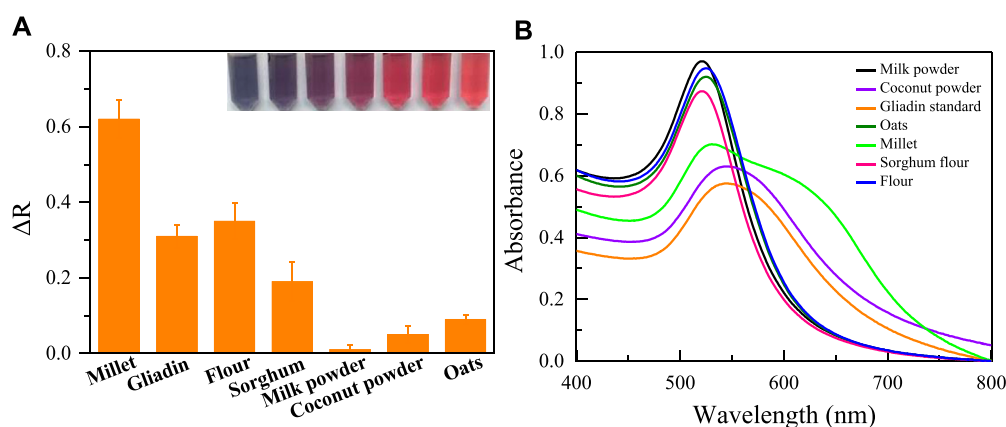 A
0.8
0.6
0.4
0.2
0.0
ΔR
Millet
Gliadin
Flour
Sorghum
Milk powder
Coconut powder
Oats
B
1.0
0.8
0.6
0.4
0.2
0.0
Absorbance
Milk powder
Coconut powder
Gliadin standard
Oats
Millet
Sorghum flour
Flour
400 500 600 700 800
Wavelength (nm)